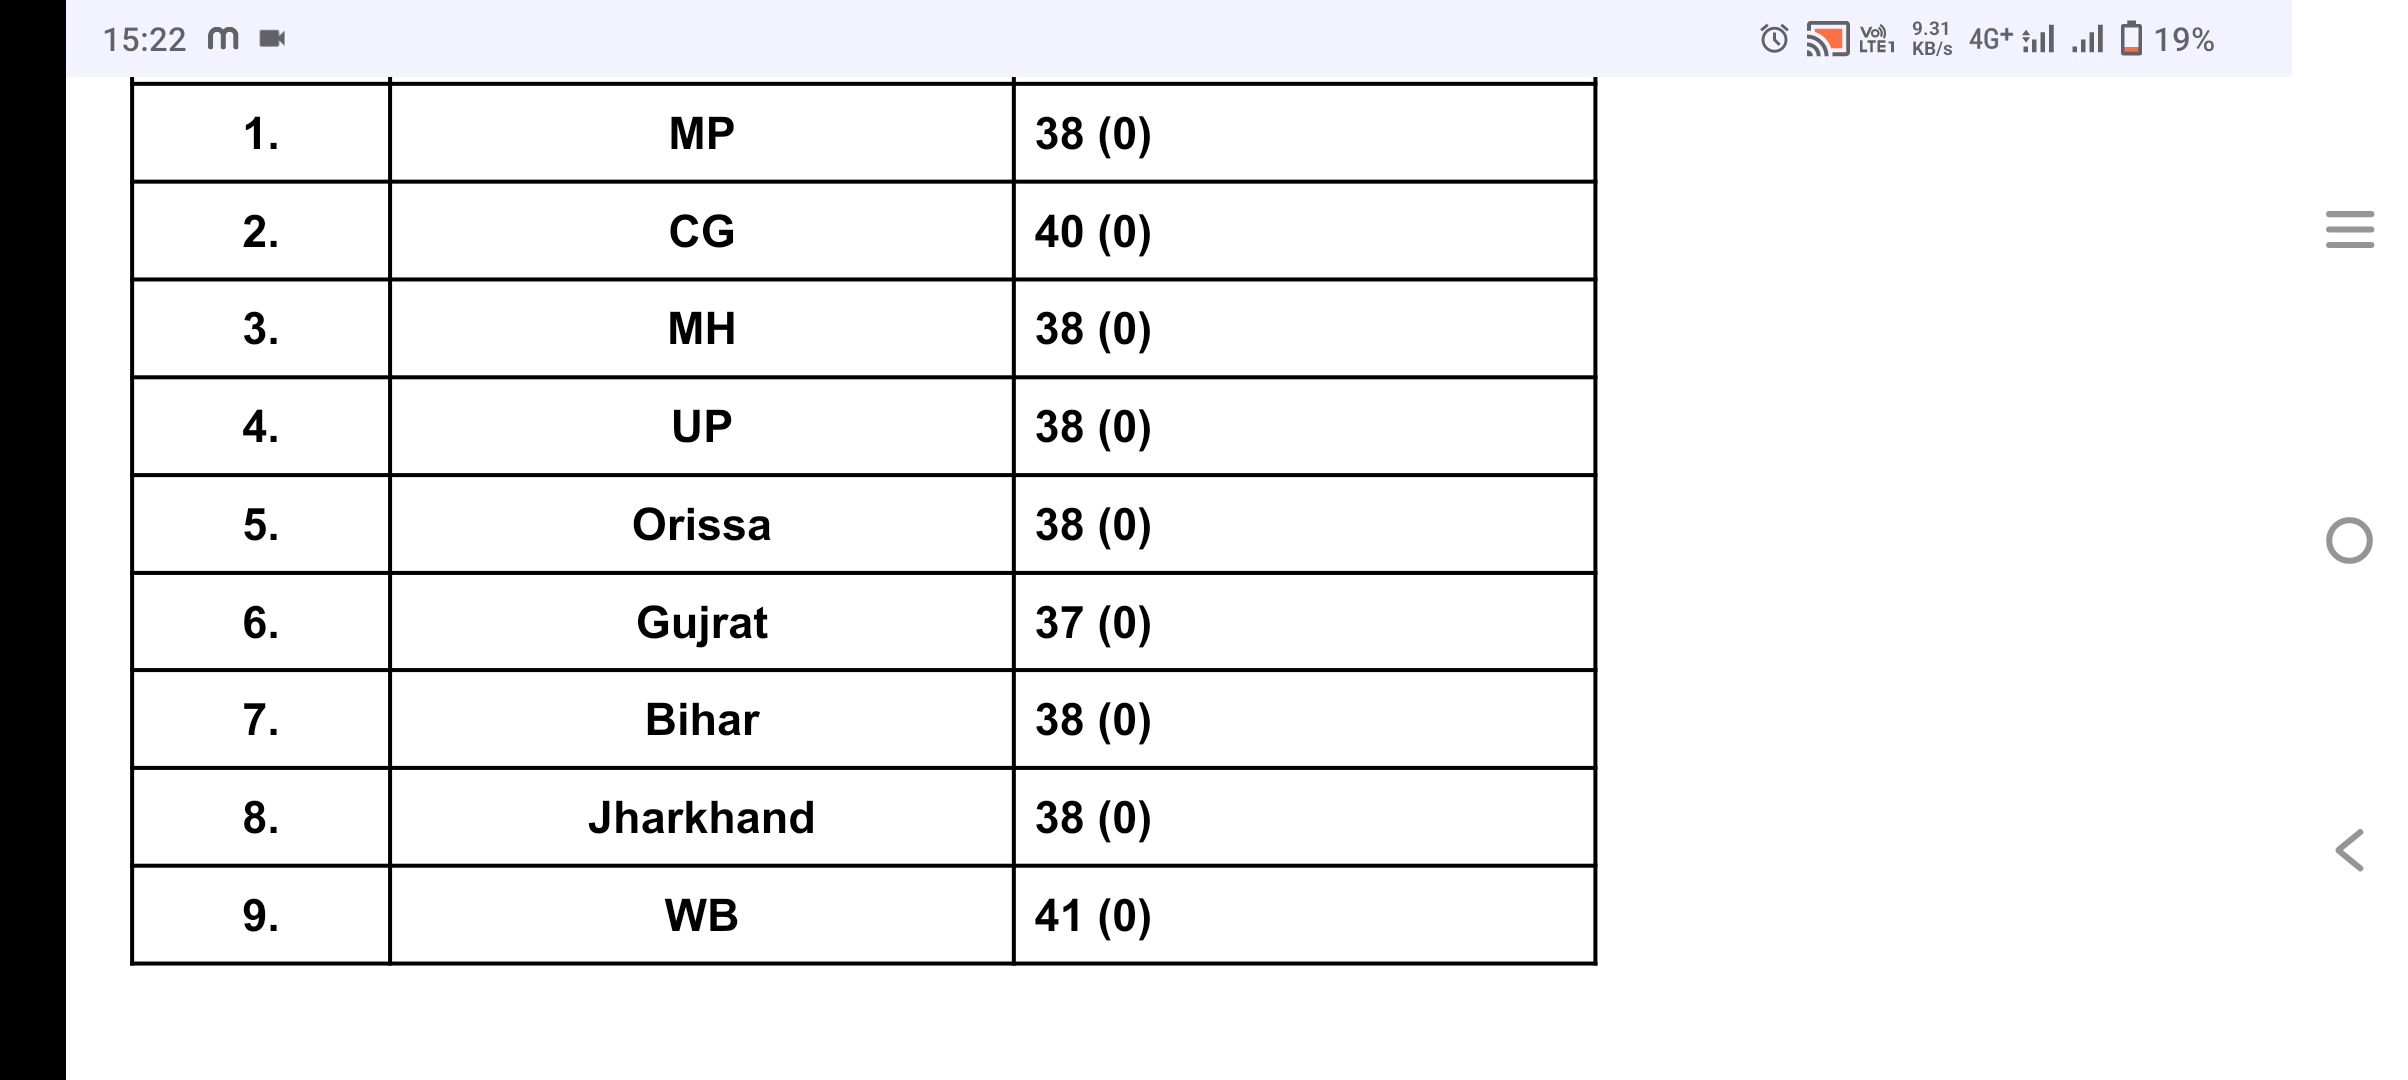 15:22 m Vo)) LTE1 9.31 KB/s 4G+ 19%
1. MP 38 (0)
2. CG 40 (0)
3. MH 38 (0)
4. UP 38 (0)
5. Orissa 38 (0)
6. Gujrat 37 (0)
7. Bihar 38 (0)
8. Jharkhand 38 (0)
9. WB 41 (0)